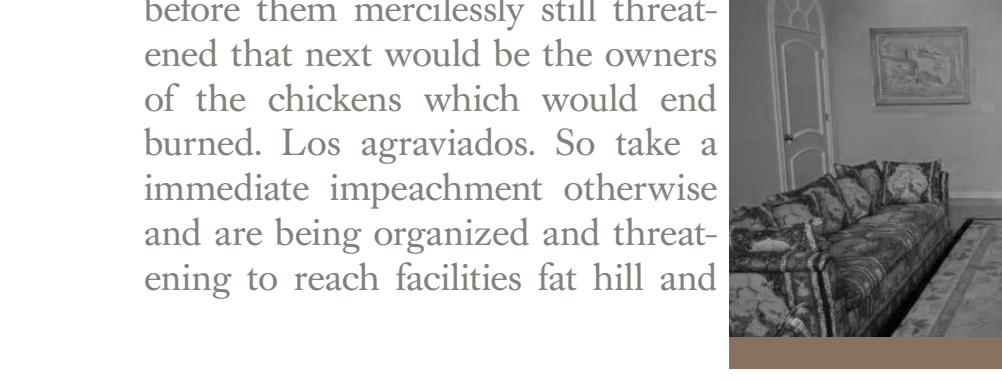 before them mercilessly still threat-
ened that next would be the owners
of the chickens which would end
burned. Los agraviados. So take a
immediate impeachment otherwise
and are being organized and threat-
ening to reach facilities fat hill and